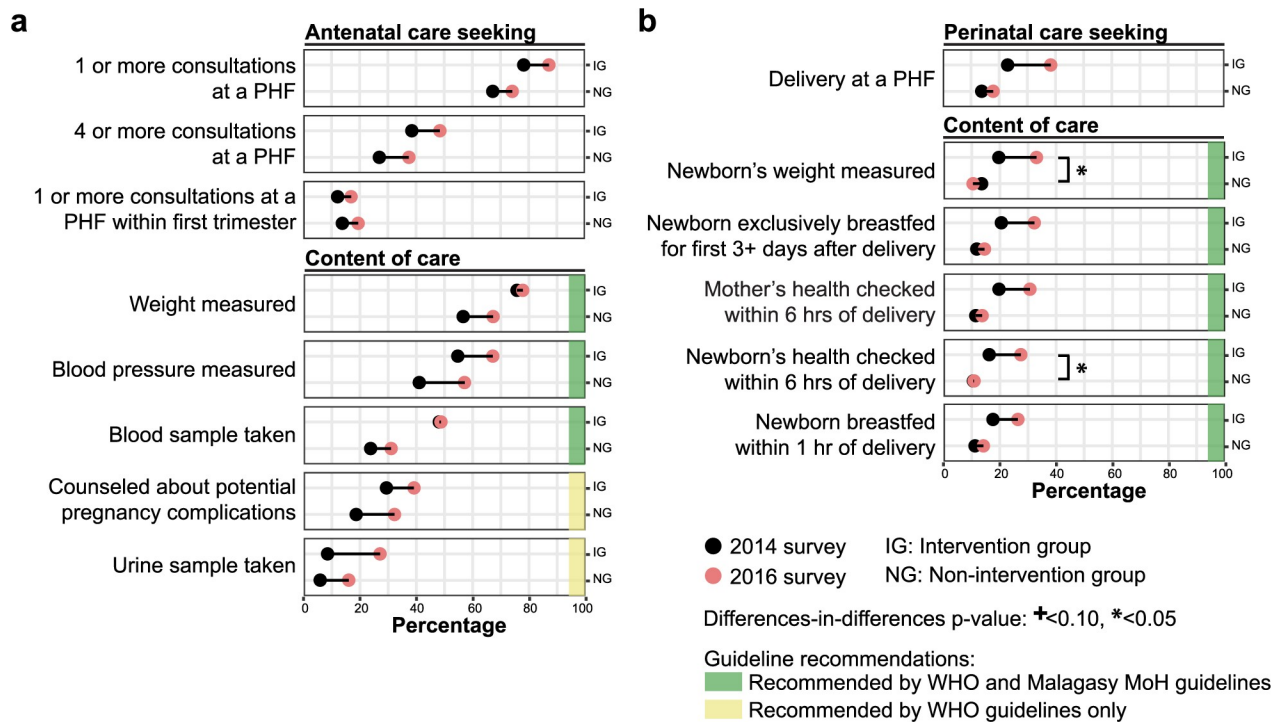 a
Antenatal care seeking
1 or more consultations
at a PHF
IG
NG
4 or more consultations
at a PHF
IG
NG
1 or more consultations at a
PHF within first trimester
IG
NG
Content of care
Weight measured
IG
NG
Blood pressure measured
IG
NG
Blood sample taken
IG
NG
Counseled about potential
pregnancy complications
IG
NG
Urine sample taken
IG
NG
0 20 40 60 80 100
Percentage
b
Perinatal care seeking
Delivery at a PHF
IG
NG
Content of care
Newborn's weight measured
IG
NG
*
Newborn exclusively breastfed
for first 3+ days after delivery
IG
NG
Mother's health checked
within 6 hrs of delivery
IG
NG
Newborn's health checked
within 6 hrs of delivery
IG
NG
*
Newborn breastfed
within 1 hr of delivery
IG
NG
0 20 40 60 80 100
Percentage
2014 survey IG: Intervention group
2016 survey NG: Non-intervention group
Differences-in-differences p-value: +<0.10, *<0.05
Guideline recommendations:
Recommended by WHO and Malagasy MoH guidelines
Recommended by WHO guidelines only